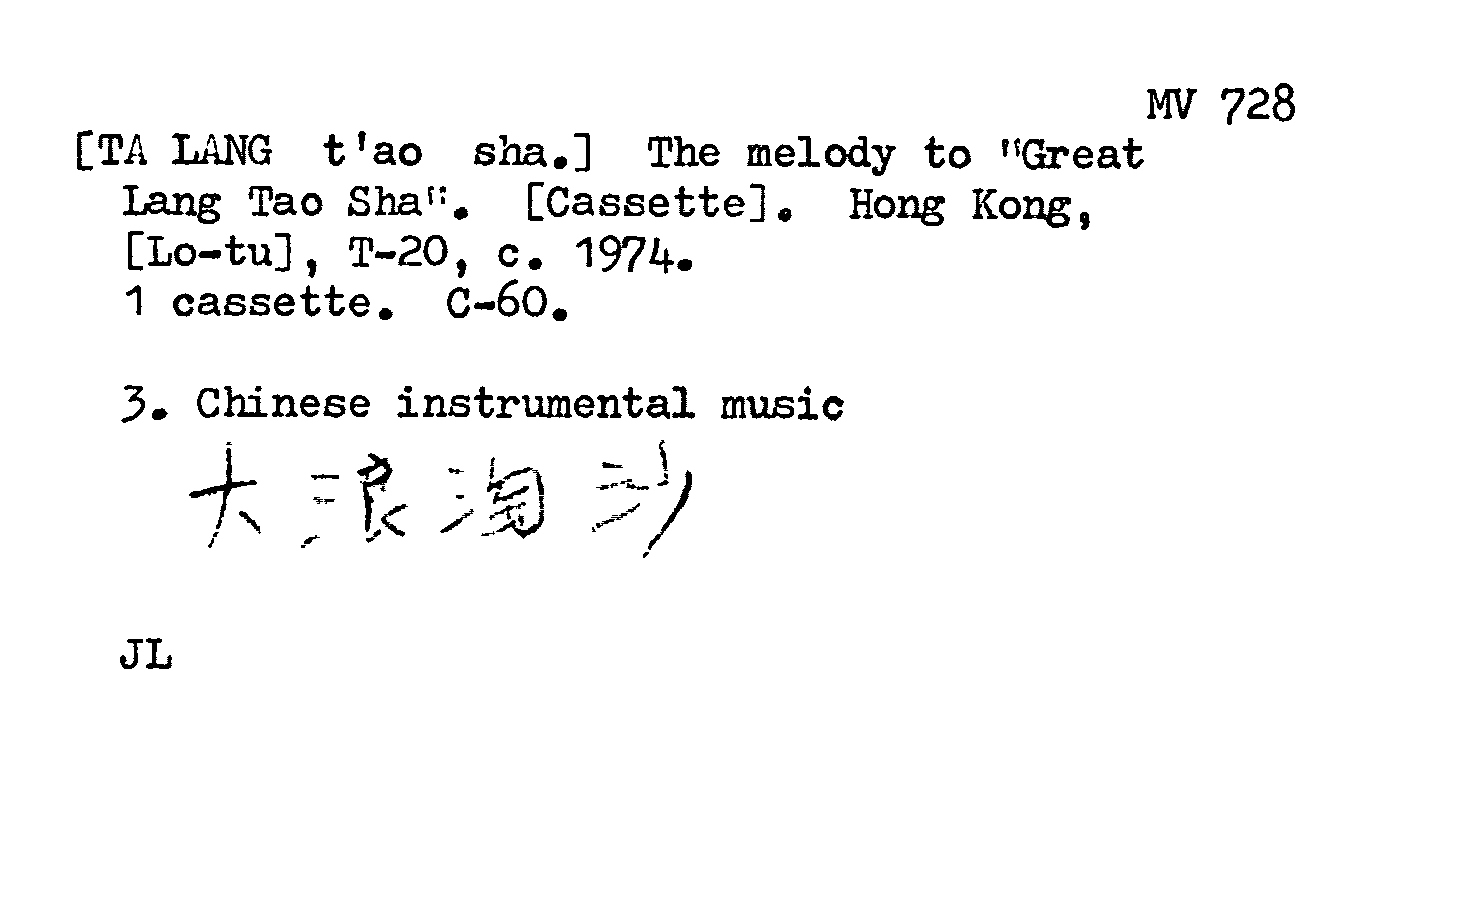 MV 728
[TA LANG t'ao sha.] The melody to "Great
Lang Tao Sha". [Cassette]. Hong Kong,
[Lo-tu], T-20, c. 1974.
1 cassette. C-60.
3. Chinese instrumental music
大浪淘沙
JL